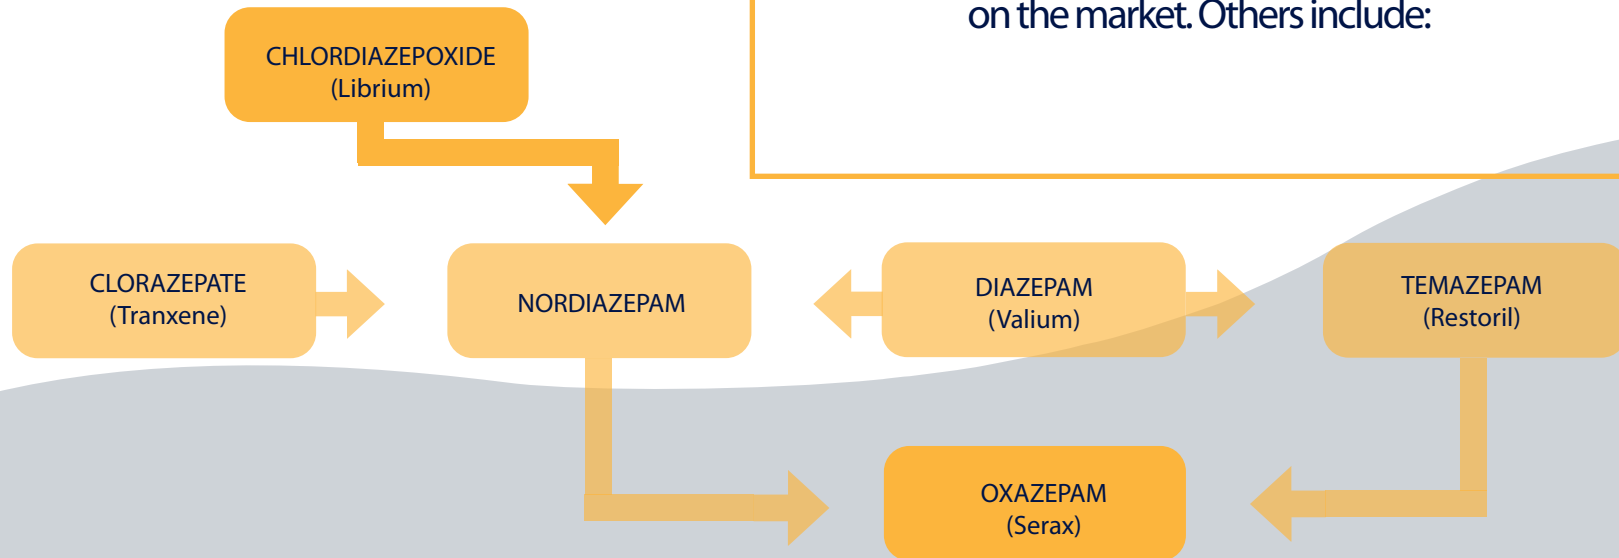 on the market. Others include:
CHLORDIAZEPOXIDE
(Librium)
CLORAZEPATE
(Tranxene)
NORDIAZEPAM
DIAZEPAM
(Valium)
TEMAZEPAM
(Restoril)
OXAZEPAM
(Serax)